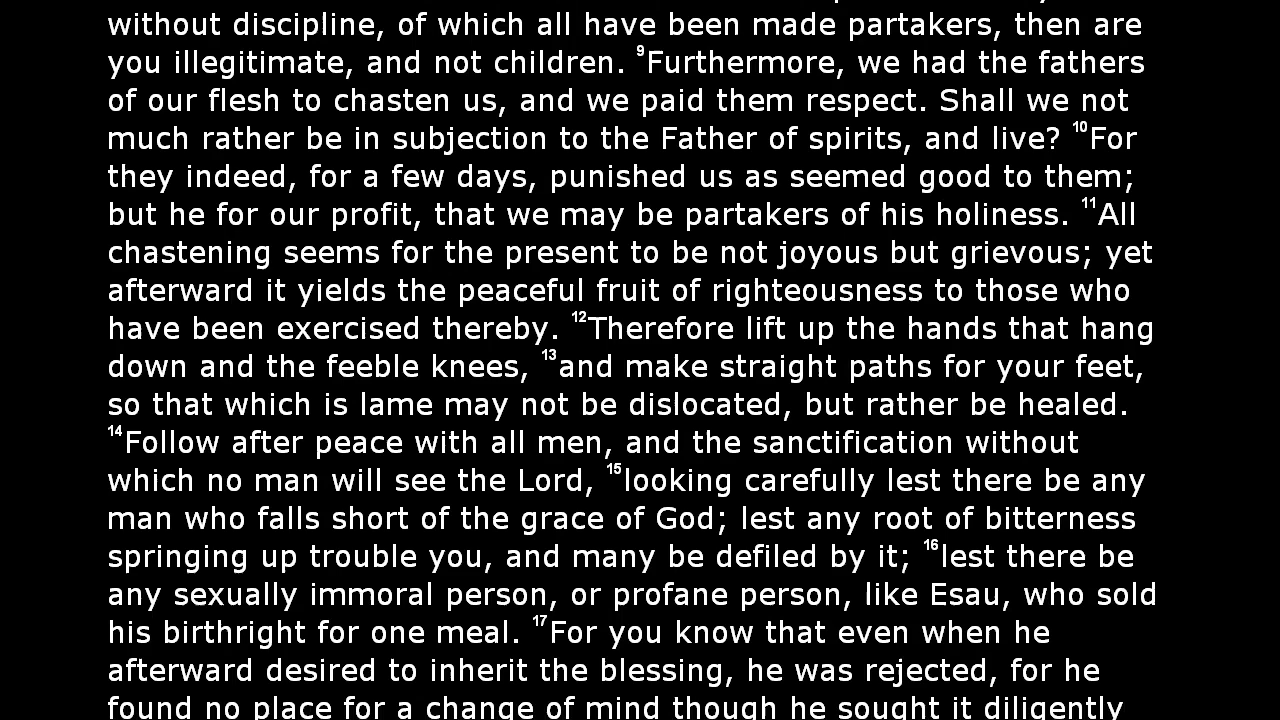 without discipline, of which all have been made partakers, then are
you illegitimate, and not children. ⁹Furthermore, we had the fathers
of our flesh to chasten us, and we paid them respect. Shall we not
much rather be in subjection to the Father of spirits, and live? ¹⁰For
they indeed, for a few days, punished us as seemed good to them;
but he for our profit, that we may be partakers of his holiness. ¹¹All
chastening seems for the present to be not joyous but grievous; yet
afterward it yields the peaceful fruit of righteousness to those who
have been exercised thereby. ¹²Therefore lift up the hands that hang
down and the feeble knees, ¹³and make straight paths for your feet,
so that which is lame may not be dislocated, but rather be healed.
¹⁴Follow after peace with all men, and the sanctification without
which no man will see the Lord, ¹⁵looking carefully lest there be any
man who falls short of the grace of God; lest any root of bitterness
springing up trouble you, and many be defiled by it; ¹⁶lest there be
any sexually immoral person, or profane person, like Esau, who sold
his birthright for one meal. ¹⁷For you know that even when he
afterward desired to inherit the blessing, he was rejected, for he
found no place for a change of mind though he sought it diligently